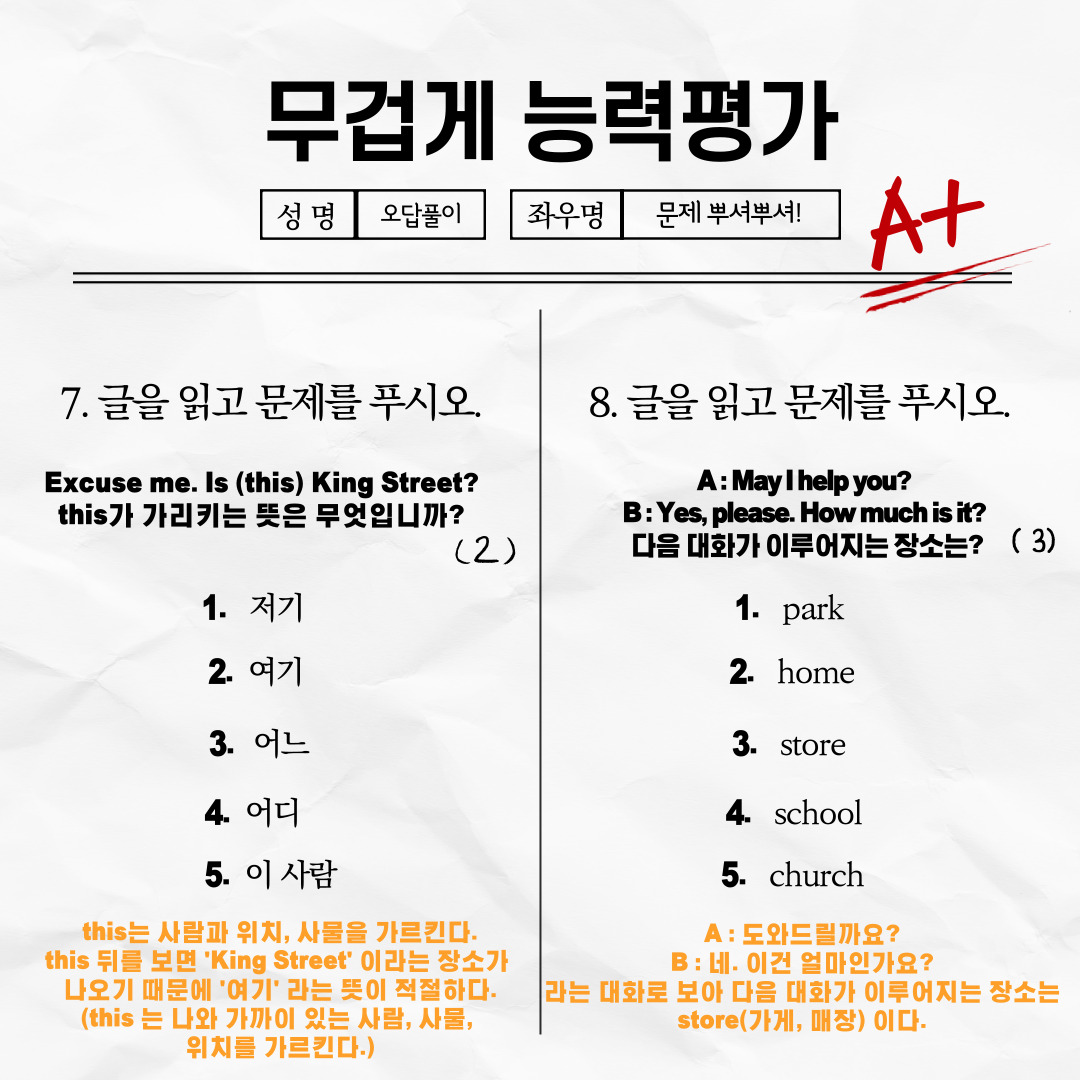 무겁게 능력평가
성 명 오답풀이 좌우명 문제 뿌셔뿌셔!
A+
7. 글을 읽고 문제를 푸시오.
Excuse me. Is (this) King Street?
this가 가리키는 뜻은 무엇입니까?
(2)
1. 저기
2. 여기
3. 어느
4. 어디
5. 이 사람
this는 사람과 위치, 사물을 가르킨다.
this 뒤를 보면 'King Street' 이라는 장소가
나오기 때문에 '여기' 라는 뜻이 적절하다.
(this 는 나와 가까이 있는 사람, 사물,
위치를 가르킨다.)
8. 글을 읽고 문제를 푸시오.
A : May I help you?
B : Yes, please. How much is it?
다음 대화가 이루어지는 장소는? ( 3)
1. park
2. home
3. store
4. school
5. church
A : 도와드릴까요?
B : 네. 이건 얼마인가요?
라는 대화로 보아 다음 대화가 이루어지는 장소는
store(가게, 매장) 이다.